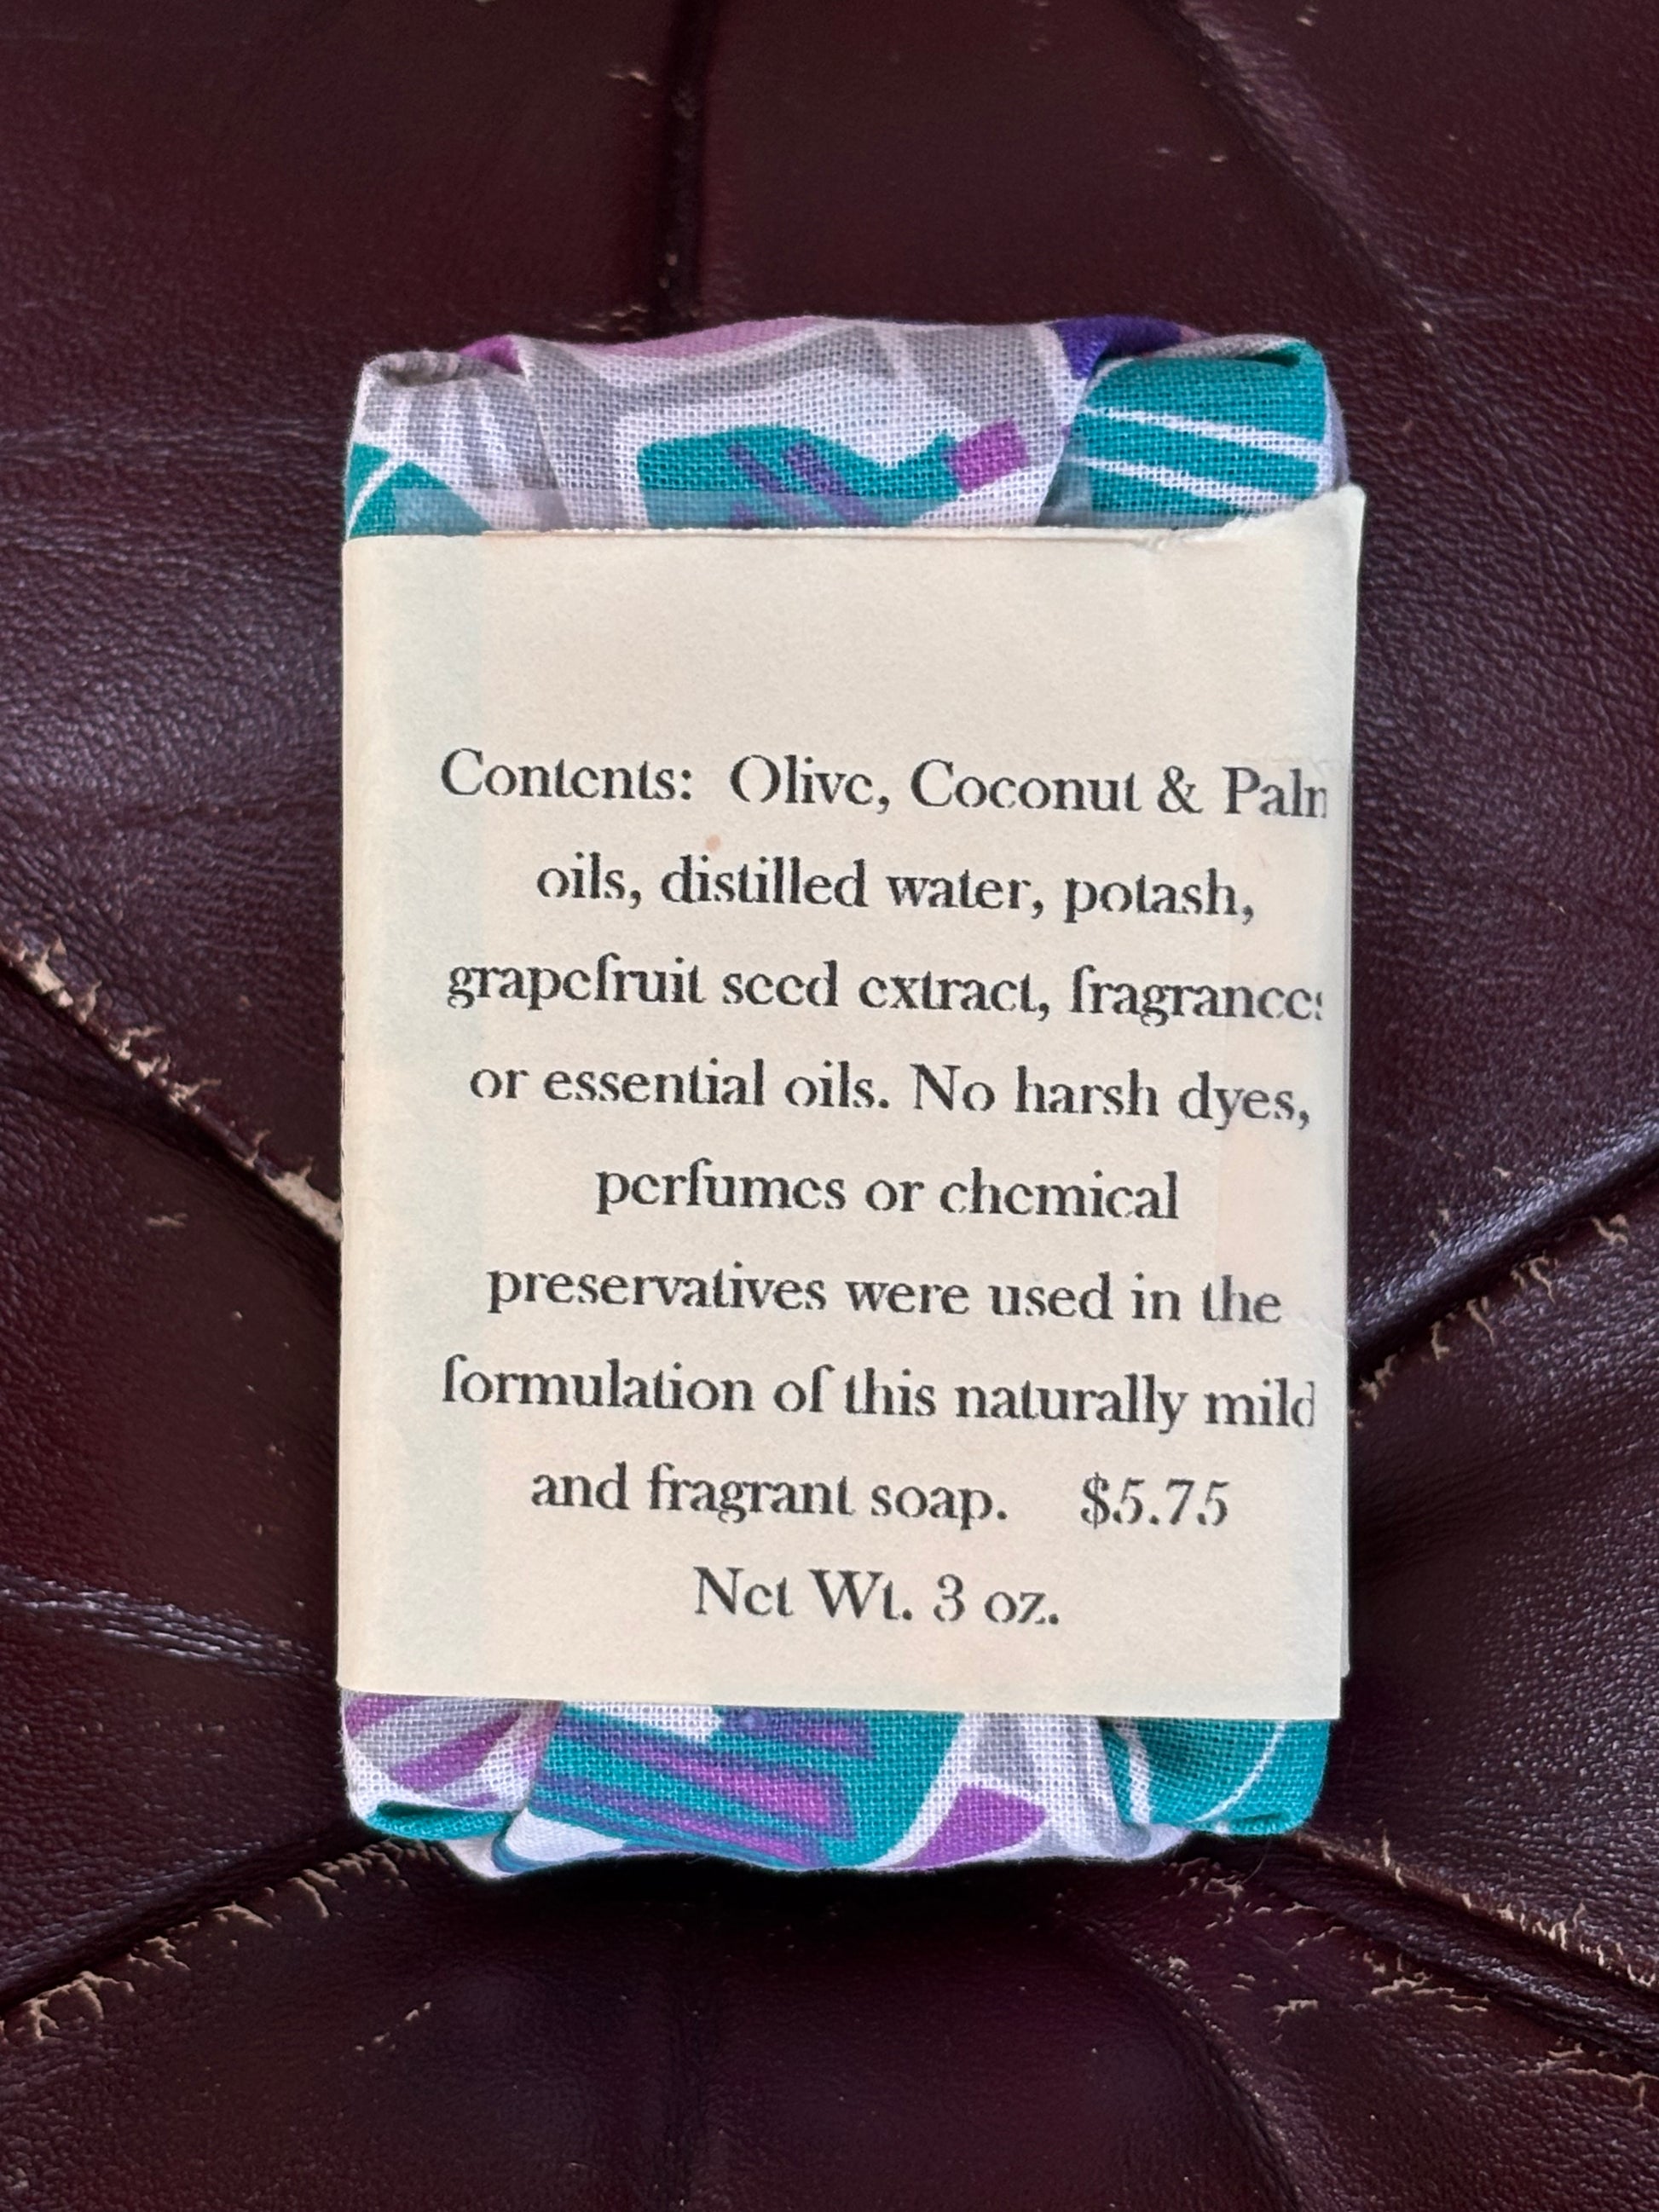 Contents: Olive, Coconut & Palm
oils, distilled water, potash,
grapefruit seed extract, fragrances
or essential oils. No harsh dyes,
perfumes or chemical
preservatives were used in the
formulation of this naturally mild
and fragrant soap. $5.75
Net Wt. 3 oz.